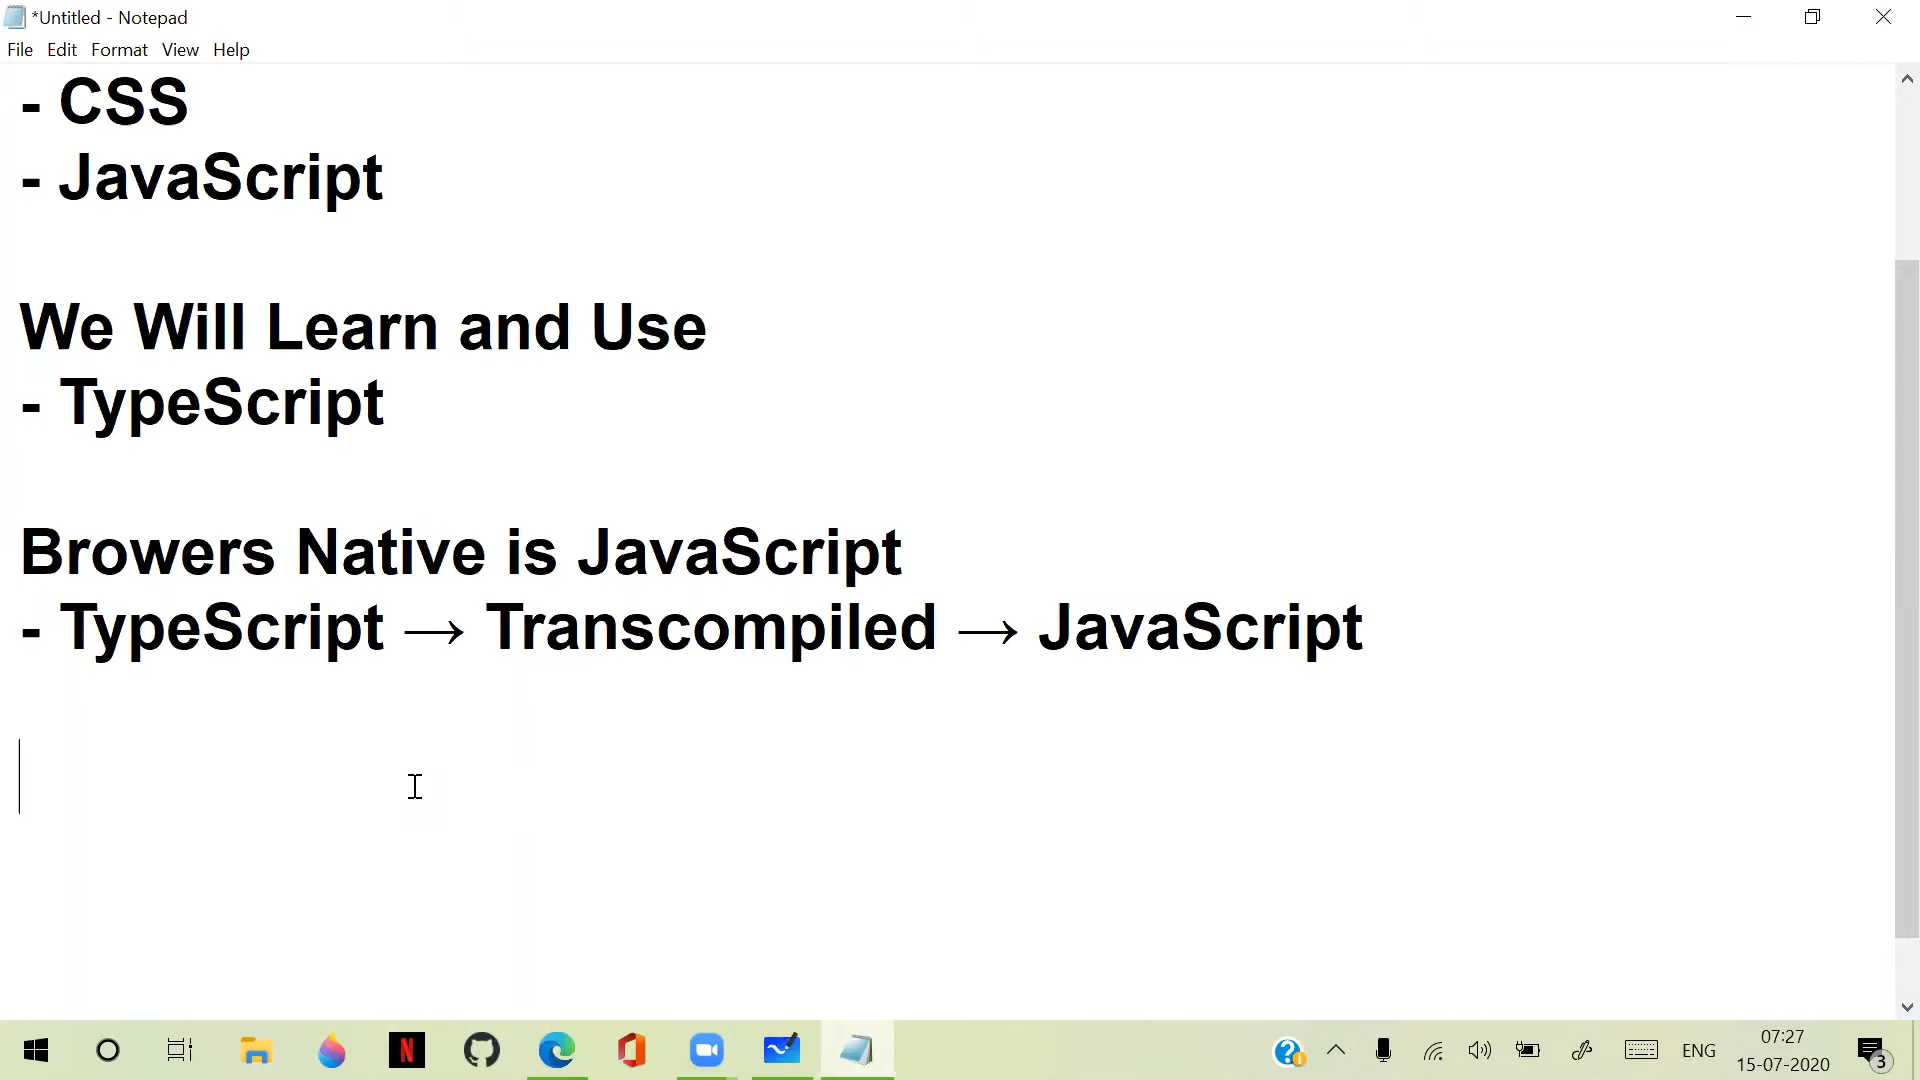 *Untitled - Notepad
File Edit Format View Help
- CSS
- JavaScript
We Will Learn and Use
- TypeScript
Browers Native is JavaScript
- TypeScript → Transcompiled → JavaScript
N
ENG
07:27
15-07-2020
3